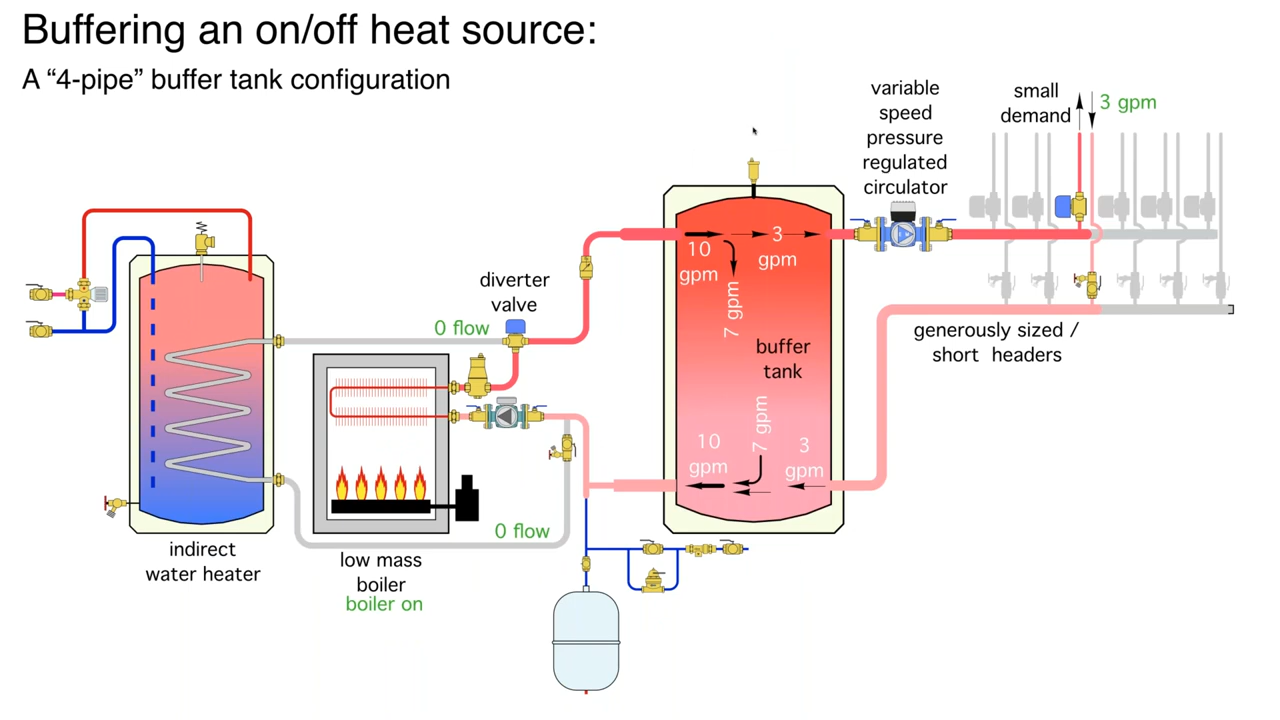 Buffering an on/off heat source:
A “4-pipe” buffer tank configuration
variable
speed
pressure
regulated
circulator
small
demand
3 gpm
10
gpm
3
gpm
7 gpm
diverter
valve
0 flow
buffer
tank
generously sized /
short headers
10
gpm
7 gpm
3
gpm
0 flow
indirect
water heater
low mass
boiler
boiler on